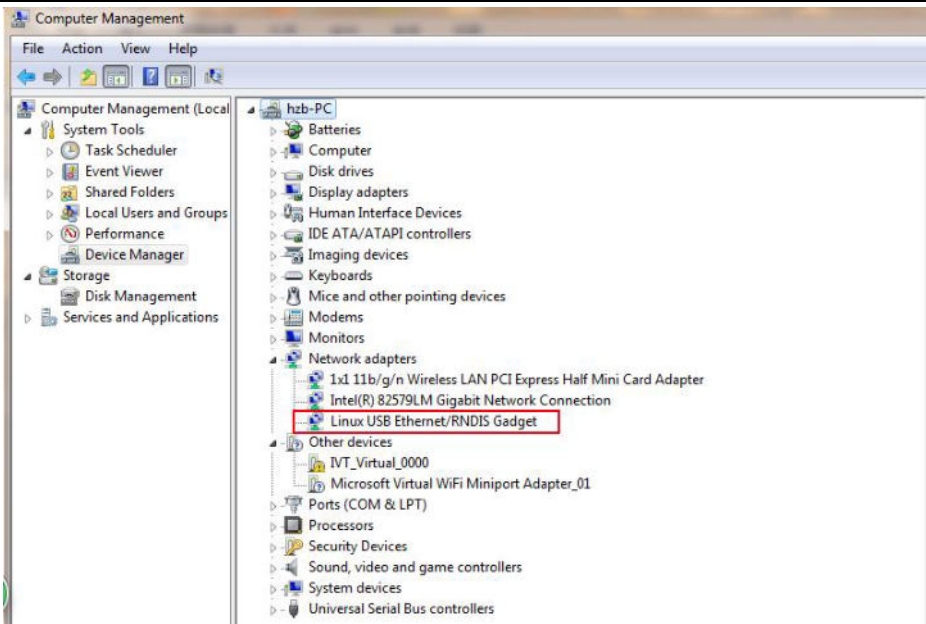 Computer Management
File Action View Help
Computer Management (Local
System Tools
Task Scheduler
Event Viewer
Shared Folders
Local Users and Groups
Performance
Device Manager
Storage
Disk Management
Services and Applications
hzb-PC
Batteries
Computer
Disk drives
Display adapters
Human Interface Devices
IDE ATA/ATAPI controllers
Imaging devices
Keyboards
Mice and other pointing devices
Modems
Monitors
Network adapters
1x1 11b/g/n Wireless LAN PCI Express Half Mini Card Adapter
Intel(R) 82579LM Gigabit Network Connection
Linux USB Ethernet/RNDIS Gadget
Other devices
IVT_Virtual_0000
Microsoft Virtual WiFi Miniport Adapter_01
Ports (COM & LPT)
Processors
Security Devices
Sound, video and game controllers
System devices
Universal Serial Bus controllers